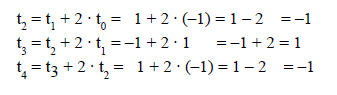 t₂ = t₁ + 2 · t₀ = 1 + 2 · (−1) = 1 − 2 = −1
t₃ = t₂ + 2 · t₁ = −1 + 2 · 1 = −1 + 2 = 1
t₄ = t3 + 2 · t₂ = 1 + 2 · (−1) = 1 − 2 = −1